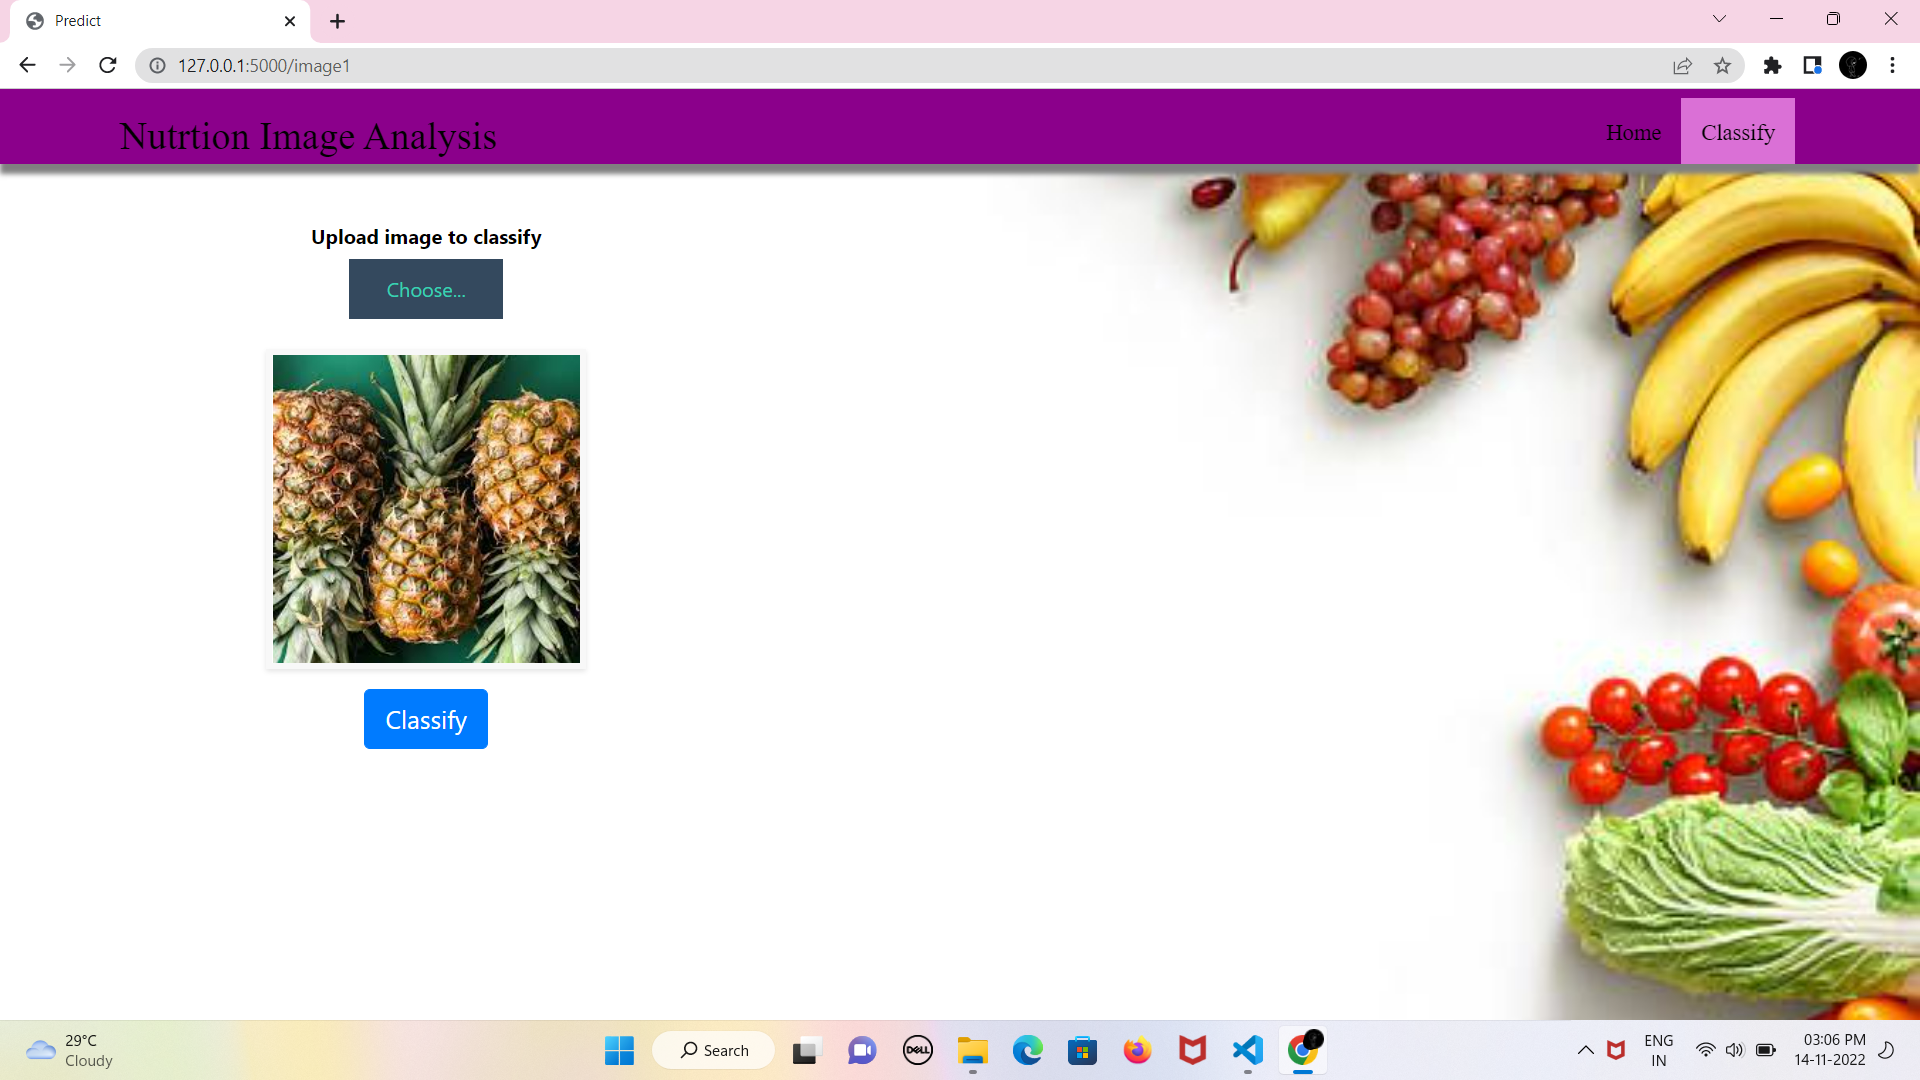 Predict
127.0.0.1:5000/image1
Nutrtion Image Analysis
Home
Classify
Upload image to classify
Choose...
Classify
29°C
Cloudy
Search
DELL
ENG
IN
03:06 PM
14-11-2022